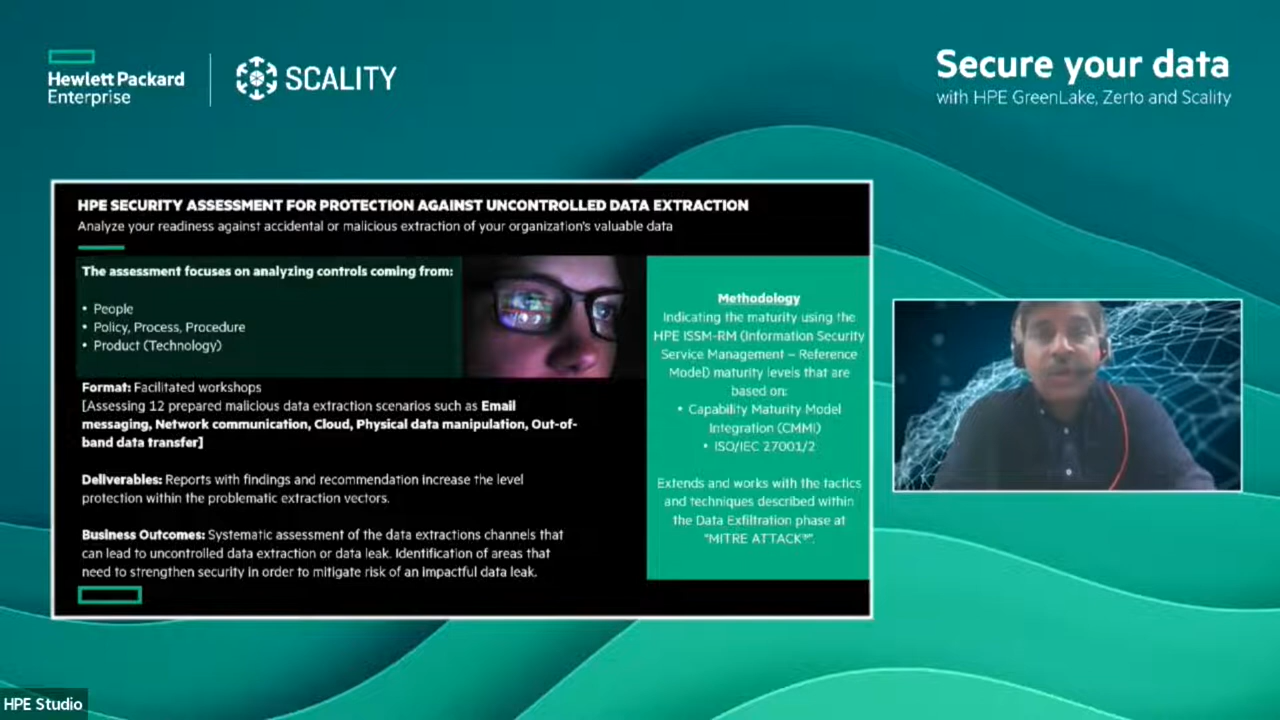 Hewlett Packard
Enterprise
SCALITY
Secure your data
with HPE GreenLake, Zerto and Scality
HPE SECURITY ASSESSMENT FOR PROTECTION AGAINST UNCONTROLLED DATA EXTRACTION
Analyze your readiness against accidental or malicious extraction of your organization's valuable data
The assessment focuses on analyzing controls coming from:
• People
• Policy, Process, Procedure
• Product (Technology)
Format: Facilitated workshops
[Assessing 12 prepared malicious data extraction scenarios such as Email
messaging, Network communication, Cloud, Physical data manipulation, Out-of-
band data transfer]
Deliverables: Reports with findings and recommendation increase the level
protection within the problematic extraction vectors.
Business Outcomes: Systematic assessment of the data extractions channels that
can lead to uncontrolled data extraction or data leak. Identification of areas that
need to strengthen security in order to mitigate risk of an impactful data leak.
Methodology
Indicating the maturity using the
HPE ISSM-RM (Information Security
Service Management – Reference
Model) maturity levels that are
based on:
• Capability Maturity Model
Integration (CMMI)
• ISO/IEC 27001/2
Extends and works with the tactics
and techniques described within
the Data Exfiltration phase at
"MITRE ATTACK®".
HPE Studio